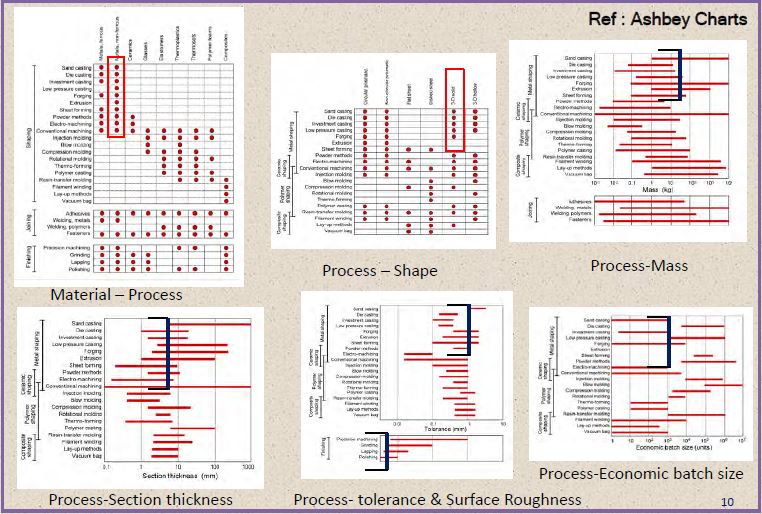 Ref : Ashbey Charts
Metals, ferrous
Metals, non-ferrous
Ceramics
Glasses
Elastomers
Thermoplastics
Thermosets
Polymer foams
Composites
Shaping
Sand casting
Die casting
Investment casting
Low pressure casting
Forging
Extrusion
Sheet forming
Powder methods
Electro-machining
Conventional machining
Injection molding
Blow molding
Compression molding
Rotational molding
Thermo-forming
Polymer casting
Resin-transfer molding
Filament winding
Lay-up methods
Vacuum bag
Joining
Adhesives
Welding, metals
Welding, polymers
Fasteners
Finishing
Precision machining
Grinding
Lapping
Polishing
Material – Process
Circular prismatic
Flat sheet
Dished sheet
3-D solid
3-D hollow
Metal shaping
Ceramic shaping
Polymer shaping
Composite shaping
Sand casting
Die casting
Investment casting
Low pressure casting
Forging
Extrusion
Sheet forming
Powder methods
Electro-machining
Conventional machining
Injection molding
Blow molding
Compression molding
Rotational molding
Thermo-forming
Polymer casting
Resin-transfer molding
Filament winding
Lay-up methods
Vacuum bag
Process – Shape
Metal shaping
Ceramic shaping
Polymer shaping
Composite shaping
Sand casting
Die casting
Investment casting
Low pressure casting
Forging
Extrusion
Sheet forming
Powder methods
Electro-machining
Conventional machining
Injection molding
Blow molding
Compression molding
Rotational molding
Thermo-forming
Polymer casting
Resin-transfer molding
Filament winding
Lay-up methods
Vacuum bag
Mass (kg)
Joining
Adhesives
Welding, metals
Welding, polymers
Fasteners
Process-Mass
Metal shaping
Ceramic shaping
Polymer shaping
Composite shaping
Sand casting
Die casting
Investment casting
Low pressure casting
Forging
Extrusion
Sheet forming
Powder methods
Electro-machining
Conventional machining
Injection molding
Blow molding
Compression molding
Rotational molding
Thermo-forming
Polymer casting
Resin-transfer molding
Filament winding
Lay-up methods
Vacuum bag
0.1 1 10 100 1000
Section thickness (mm)
Process-Section thickness
Metal shaping
Ceramic shaping
Polymer shaping
Composite shaping
Sand casting
Die casting
Investment casting
Low pressure casting
Forging
Extrusion
Sheet forming
Powder methods
Electro-machining
Conventional machining
Injection molding
Blow molding
Compression molding
Rotational molding
Thermo-forming
Polymer casting
Resin-transfer molding
Filament winding
Lay-up methods
Vacuum bag
Tolerance (mm)
Finishing
Precision machining
Grinding
Lapping
Polishing
Process- tolerance & Surface Roughness
Metal shaping
Ceramic shaping
Polymer shaping
Composite shaping
Sand casting
Die casting
Investment casting
Low pressure casting
Forging
Extrusion
Sheet forming
Powder methods
Electro-machining
Conventional machining
Injection molding
Blow molding
Compression molding
Rotational molding
Thermo-forming
Polymer casting
Resin-transfer molding
Filament winding
Lay-up methods
Vacuum bag
Economic batch size (units)
Process-Economic batch size
10